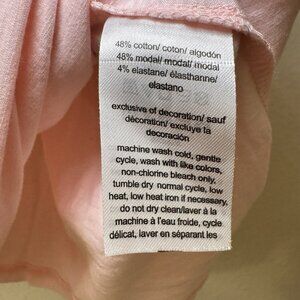 48% cotton/ coton/ algodón
48% modal/ modal/ modal
4% elastane/ élasthanne/
elastano
exclusive of decoration/ sauf
décoration/ excluye la
decoración
machine wash cold, gentle
cycle, wash with like colors,
non-chlorine bleach only,
tumble dry normal cycle, low
heat, low heat iron if necessary,
do not dry clean/laver à la
machine à l'eau froide, cycle
délicat, laver en séparant les